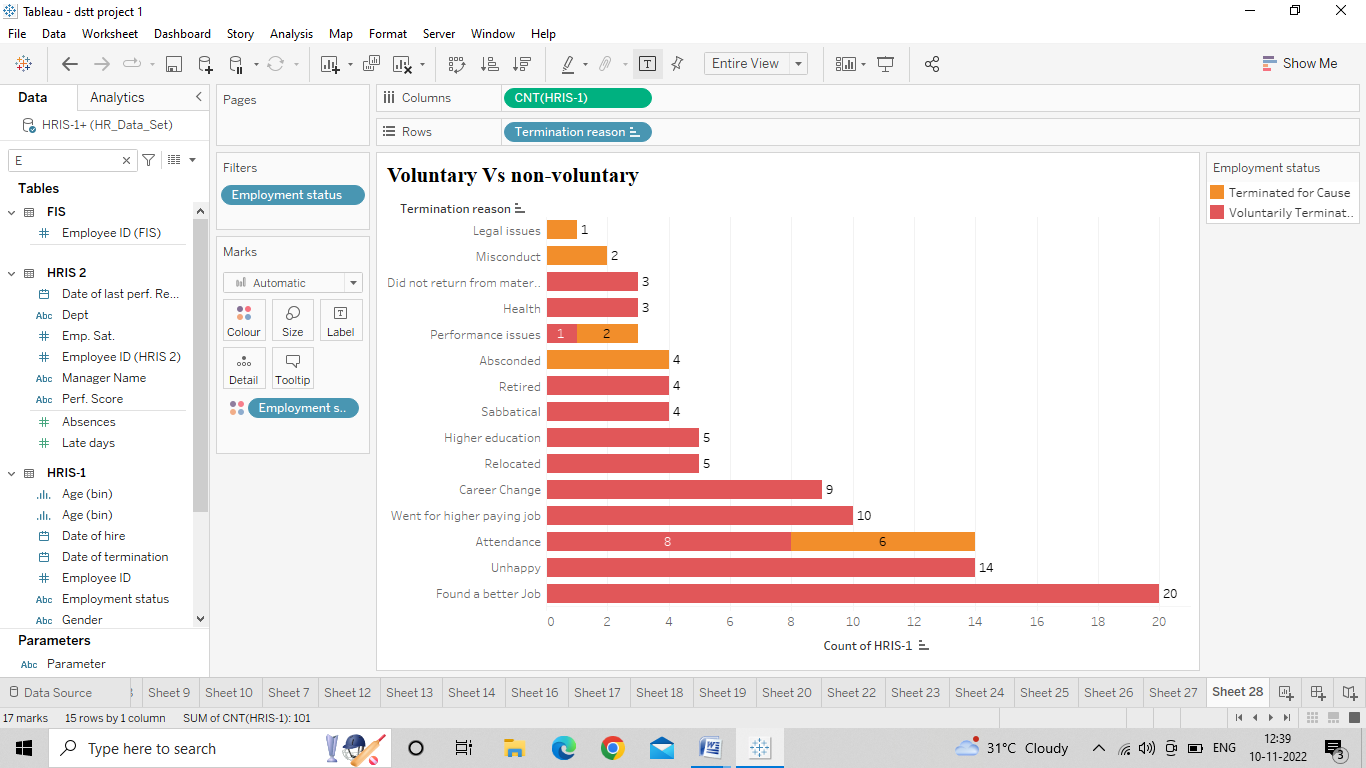 Tableau - dstt project 1
File Data Worksheet Dashboard Story Analysis Map Format Server Window Help
Entire View
Show Me
Data Analytics
HRIS-1+ (HR_Data_Set)
E
Tables
FIS
# Employee ID (FIS)
HRIS 2
Date of last perf. Re...
Abc Dept
# Emp. Sat.
# Employee ID (HRIS 2)
Abc Manager Name
Abc Perf. Score
# Absences
# Late days
HRIS-1
Age (bin)
Age (bin)
Date of hire
Date of termination
# Employee ID
Abc Employment status
Abc Gender
Parameters
Abc Parameter
Pages
Filters
Employment status
Marks
Automatic
Colour Size Label
Detail Tooltip
Employment s..
Columns CNT(HRIS-1)
Rows Termination reason
Voluntary Vs non-voluntary
Termination reason
Legal issues 1
Misconduct 2
Did not return from mater.. 3
Health 3
Performance issues 1 2
Absconded 4
Retired 4
Sabbatical 4
Higher education 5
Relocated 5
Career Change 9
Went for higher paying job 10
Attendance 8 6
Unhappy 14
Found a better Job 20
0 2 4 6 8 10 12 14 16 18 20
Count of HRIS-1
Employment status
Terminated for Cause
Voluntarily Terminat..
Data Source Sheet 9 Sheet 10 Sheet 7 Sheet 12 Sheet 13 Sheet 14 Sheet 16 Sheet 17 Sheet 18 Sheet 19 Sheet 20 Sheet 22 Sheet 23 Sheet 24 Sheet 25 Sheet 26 Sheet 27 Sheet 28
17 marks 15 rows by 1 column SUM of CNT(HRIS-1): 101
Type here to search
31°C Cloudy
ENG
12:39
10-11-2022
3